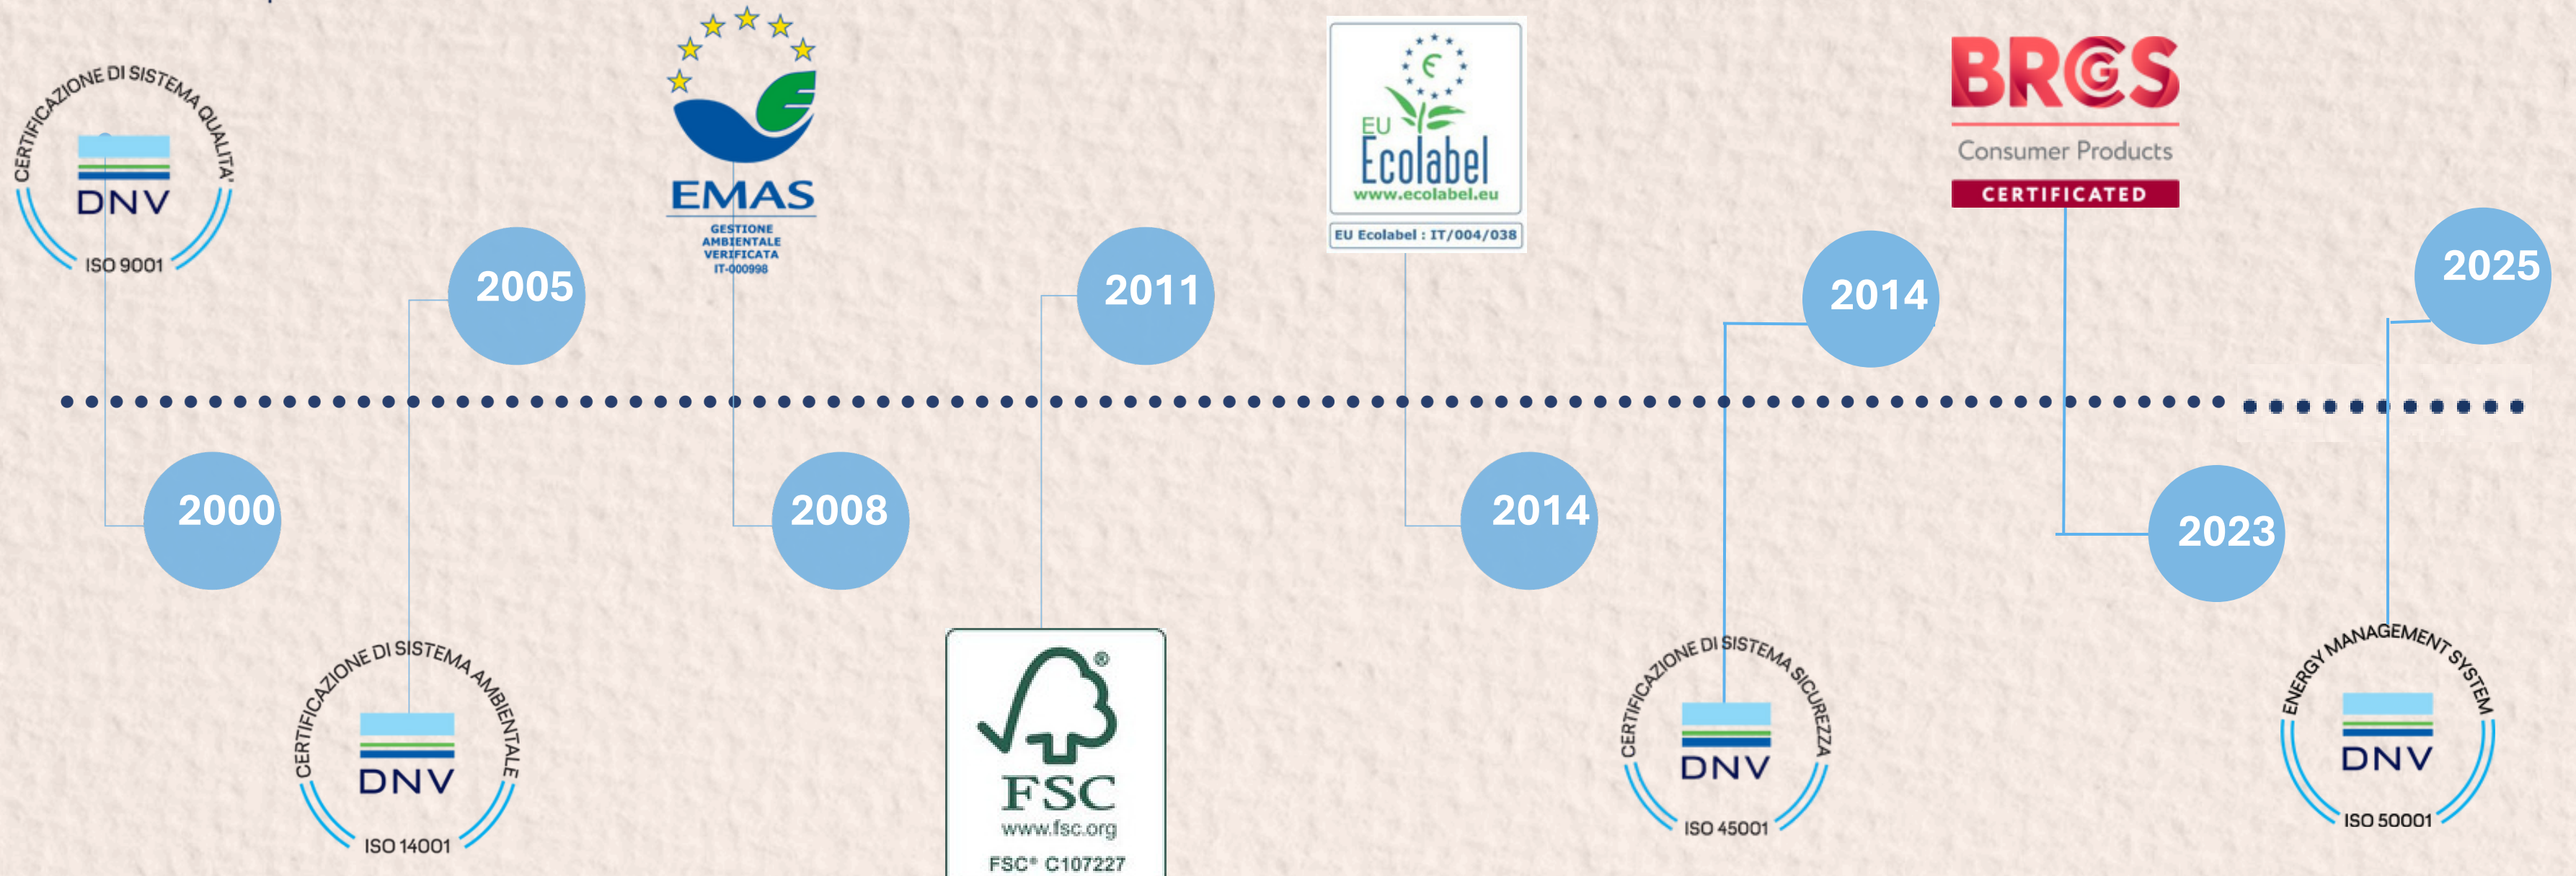 CERTIFICAZIONE DI SISTEMA QUALITA'
DNV
ISO 9001
2000
2005
CERTIFICAZIONE DI SISTEMA AMBIENTALE
DNV
ISO 14001
EMAS
GESTIONE
AMBIENTALE
VERIFICATA
IT-000998
2008
2011
FSC
www.fsc.org
FSC® C107227
EU
Ecolabel
www.ecolabel.eu
EU Ecolabel : IT/004/038
2014
2014
CERTIFICAZIONE DI SISTEMA SICUREZZA
DNV
ISO 45001
BRCGS
Consumer Products
CERTIFICATED
2023
2025
ENERGY MANAGEMENT SYSTEM
DNV
ISO 50001